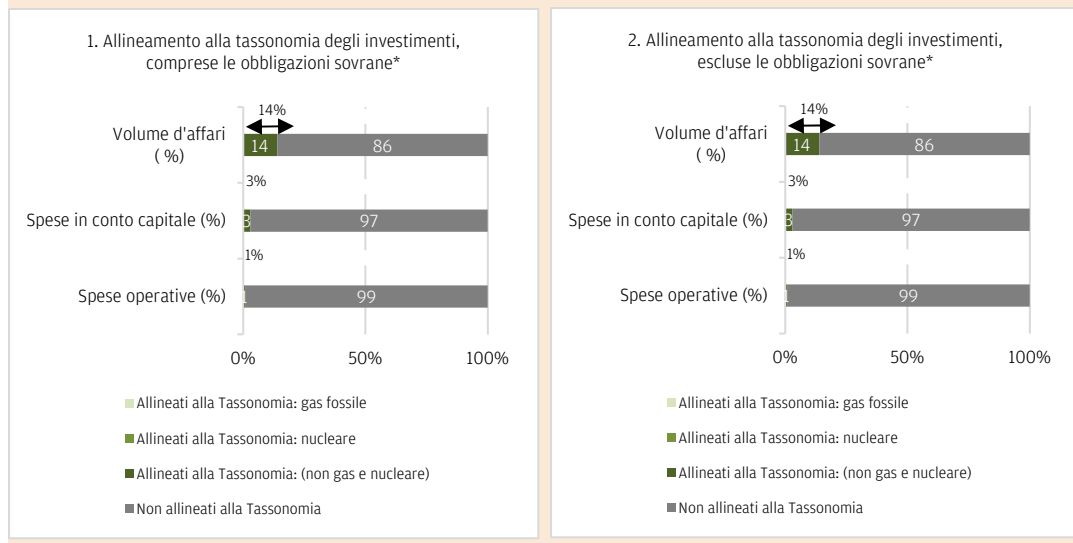 1. Allineamento alla tassonomia degli investimenti,
comprese le obbligazioni sovrane*
14%
Volume d'affari
( %)
14
86
3%
Spese in conto capitale (%)
3
97
1%
Spese operative (%)
1
99
0%
50%
100%
Allineati alla Tassonomia: gas fossile
Allineati alla Tassonomia: nucleare
Allineati alla Tassonomia: (non gas e nucleare)
Non allineati alla Tassonomia
2. Allineamento alla tassonomia degli investimenti,
escluse le obbligazioni sovrane*
14%
Volume d'affari
( %)
14
86
3%
Spese in conto capitale (%)
3
97
1%
Spese operative (%)
1
99
0%
50%
100%
Allineati alla Tassonomia: gas fossile
Allineati alla Tassonomia: nucleare
Allineati alla Tassonomia: (non gas e nucleare)
Non allineati alla Tassonomia